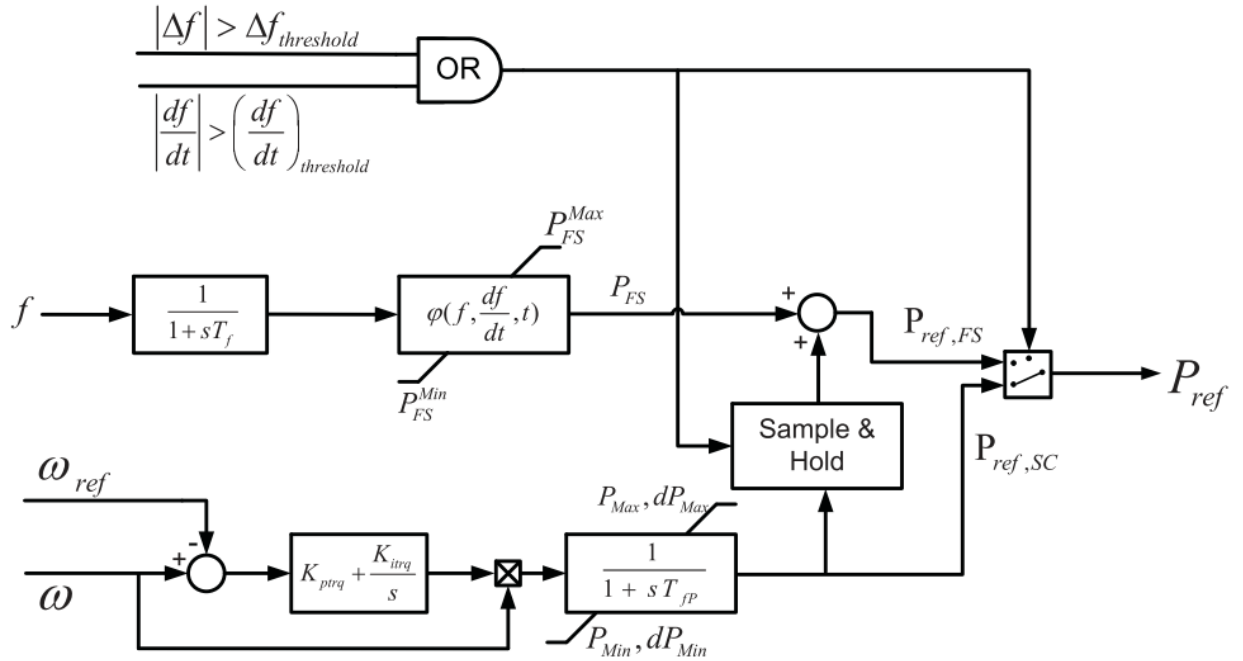 |Δf| > Δf_threshold
OR
|df/dt| > (df/dt)_threshold
P_FS^Max
f
1/(1+sT_f)
φ(f, df/dt, t)
P_FS
+
+
P_ref,FS
P_ref
P_FS^Min
Sample &
Hold
P_ref,SC
ω_ref
P_Max, dP_Max
-
+
K_ptrq + K_itrq/s
1/(1 + sT_fP)
ω
P_Min, dP_Min